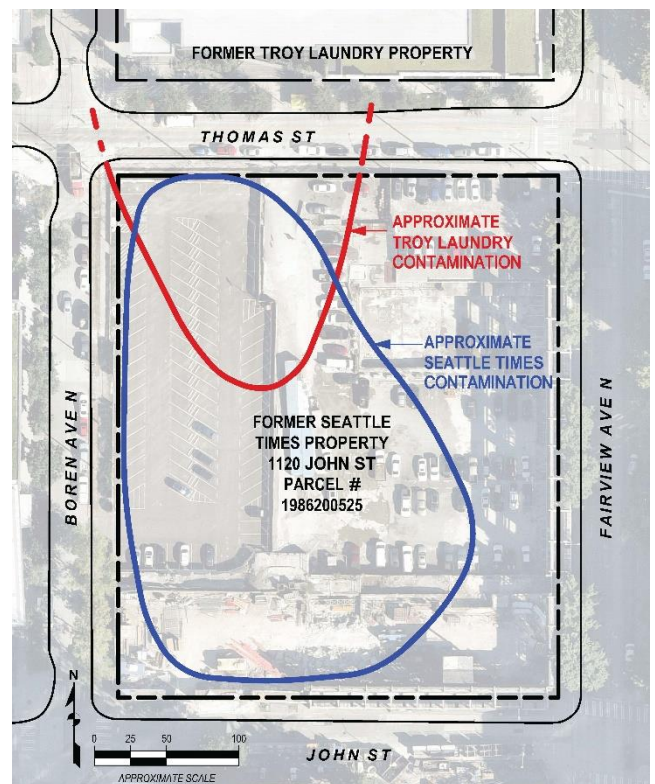 FORMER TROY LAUNDRY PROPERTY
THOMAS ST
APPROXIMATE
TROY LAUNDRY
CONTAMINATION
APPROXIMATE
SEATTLE TIMES
CONTAMINATION
FORMER SEATTLE
TIMES PROPERTY
1120 JOHN ST
PARCEL #
1986200525
BOREN AVE N
FAIRVIEW AVE N
N
0 25 50 100
APPROXIMATE SCALE
JOHN ST